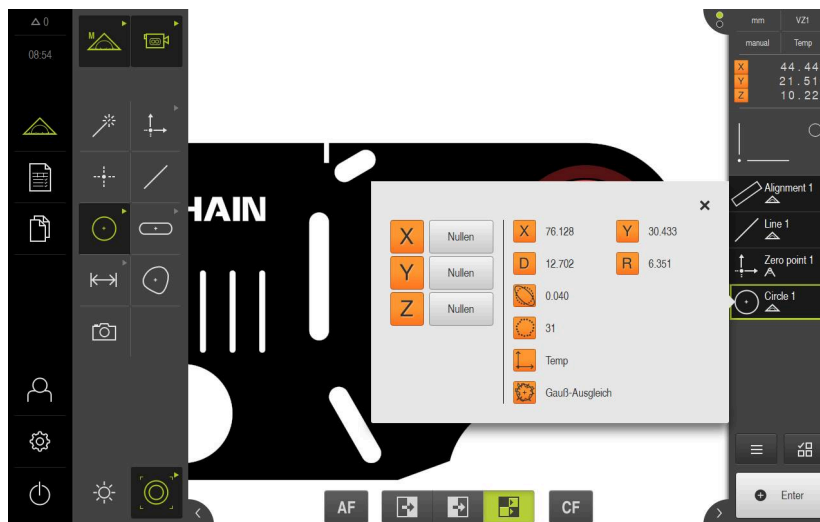 0
08:54
M
HAIN
mm VZ1
manual Temp
X 44.44
Y 21.51
Z 10.22
Alignment 1
Line 1
Zero point 1
Circle 1
X Nullen
Y Nullen
Z Nullen
X 76.128 Y 30.433
D 12.702 R 6.351
0.040
31
Temp
Gauß-Ausgleich
AF
CF
Enter